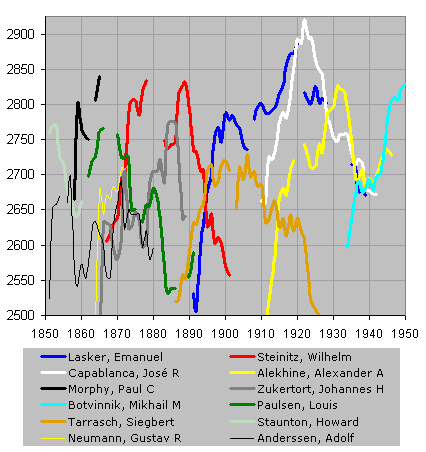 2900
2850
2800
2750
2700
2650
2600
2550
2500
1850 1860 1870 1880 1890 1900 1910 1920 1930 1940 1950
Lasker, Emanuel Steinitz, Wilhelm
Capablanca, José R Alekhine, Alexander A
Morphy, Paul C Zukertort, Johannes H
Botvinnik, Mikhail M Paulsen, Louis
Tarrasch, Siegbert Staunton, Howard
Neumann, Gustav R Anderssen, Adolf